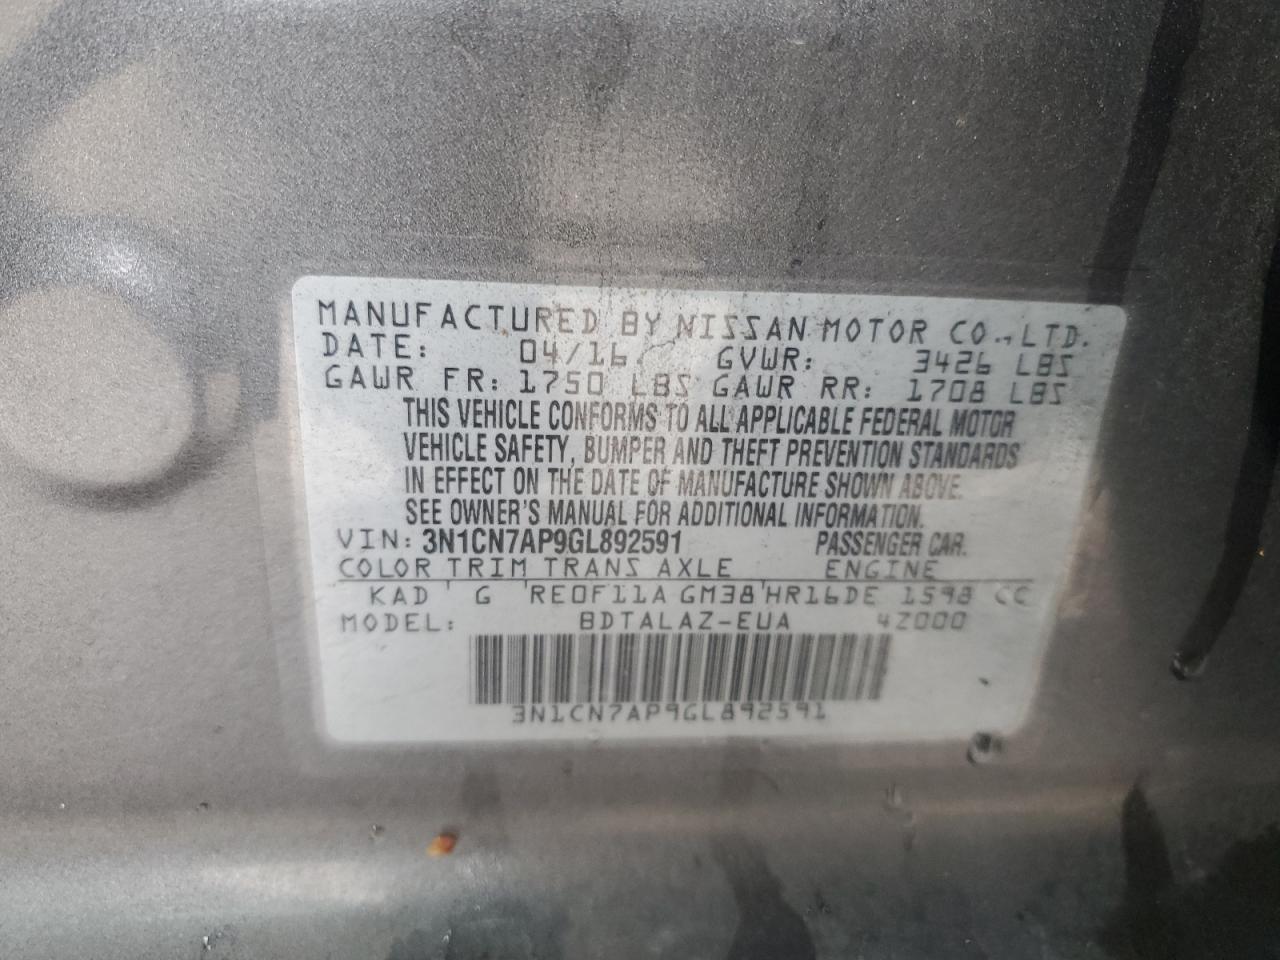 MANUFACTURED BY NISSAN MOTOR CO., LTD.
DATE: 04/16 GVWR: 3426 LBS
GAWR FR: 1750 LBS GAWR RR: 1708 LBS
THIS VEHICLE CONFORMS TO ALL APPLICABLE FEDERAL MOTOR
VEHICLE SAFETY, BUMPER AND THEFT PREVENTION STANDARDS
IN EFFECT ON THE DATE OF MANUFACTURE SHOWN ABOVE.
SEE OWNER'S MANUAL FOR ADDITIONAL INFORMATION.
VIN: 3N1CN7AP9GL892591 PASSENGER CAR.
COLOR TRIM TRANS AXLE ENGINE
KAD G RE0F11A GM38 HR16DE 1598 CC
MODEL: BDTALAZ-EUA 4Z000
3N1CN7AP9GL892591